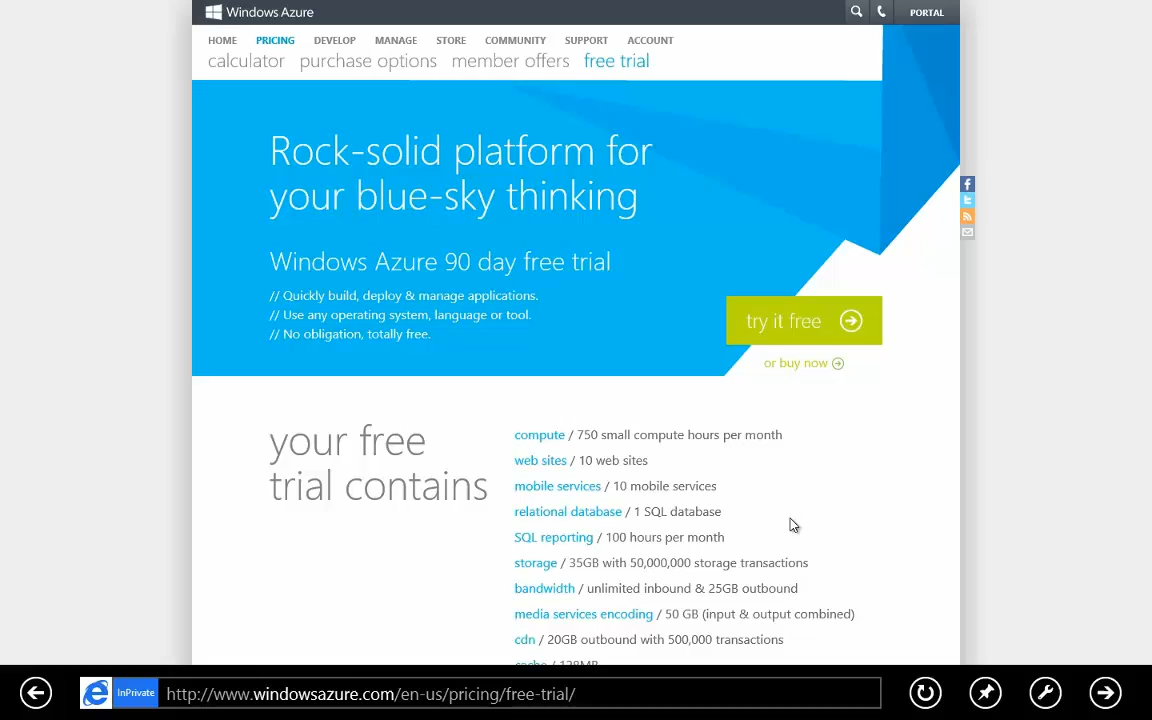 Windows Azure
PORTAL
HOME PRICING DEVELOP MANAGE STORE COMMUNITY SUPPORT ACCOUNT
calculator purchase options member offers free trial
Rock-solid platform for
your blue-sky thinking
Windows Azure 90 day free trial
// Quickly build, deploy & manage applications.
// Use any operating system, language or tool.
// No obligation, totally free.
try it free
or buy now
your free
trial contains
compute / 750 small compute hours per month
web sites / 10 web sites
mobile services / 10 mobile services
relational database / 1 SQL database
SQL reporting / 100 hours per month
storage / 35GB with 50,000,000 storage transactions
bandwidth / unlimited inbound & 25GB outbound
media services encoding / 50 GB (input & output combined)
cdn / 20GB outbound with 500,000 transactions
cache / 128MB
InPrivate http://www.windowsazure.com/en-us/pricing/free-trial/